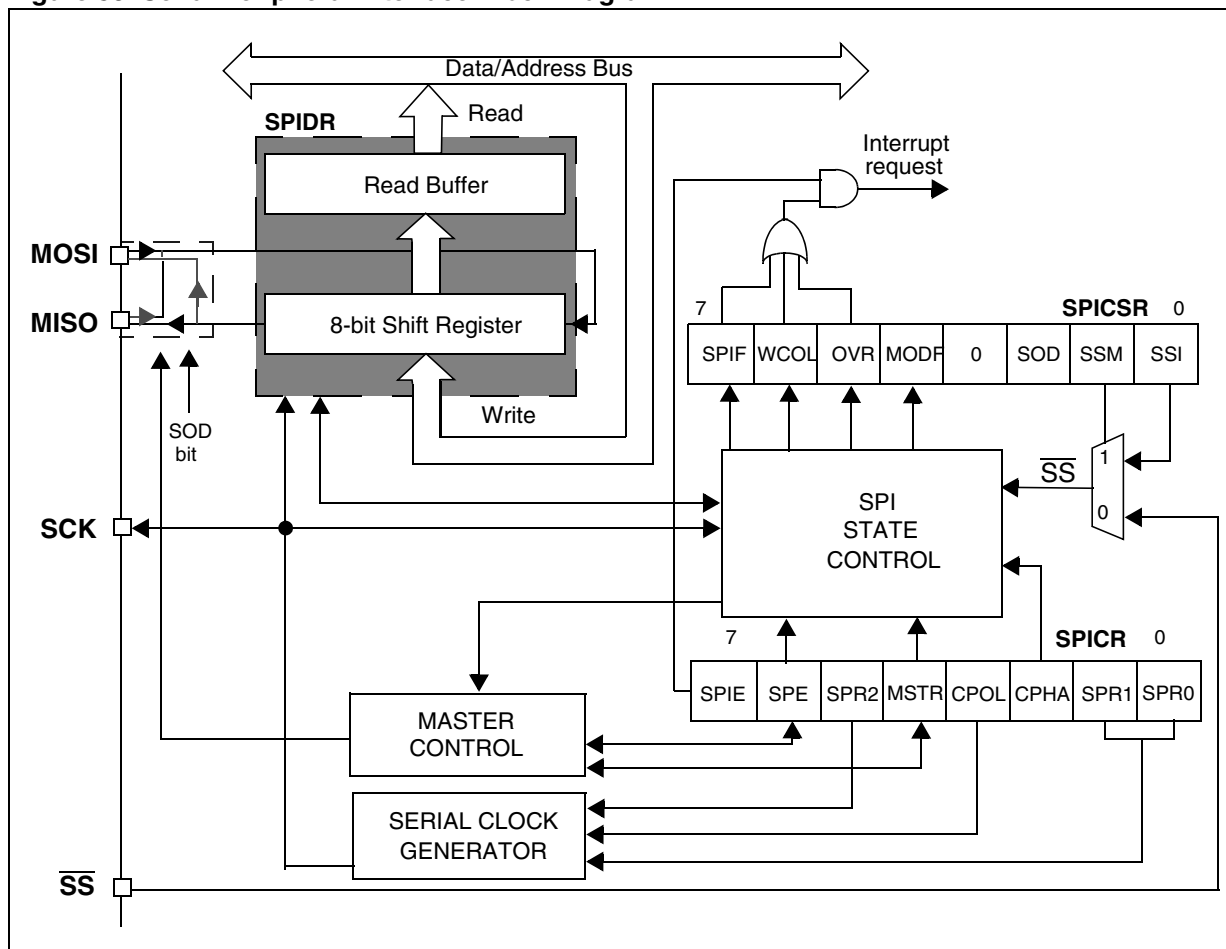 Data/Address Bus
SPIDR
Read
Read Buffer
Interrupt
request
MOSI
MISO
8-bit Shift Register
7
SPICSR
0
SPIF
WCOL
OVR
MODF
0
SOD
SSM
SSI
Write
SOD
bit
1
SS
0
SCK
SPI
STATE
CONTROL
7
SPICR
0
SPIE
SPE
SPR2
MSTR
CPOL
CPHA
SPR1
SPR0
MASTER
CONTROL
SERIAL CLOCK
GENERATOR
SS